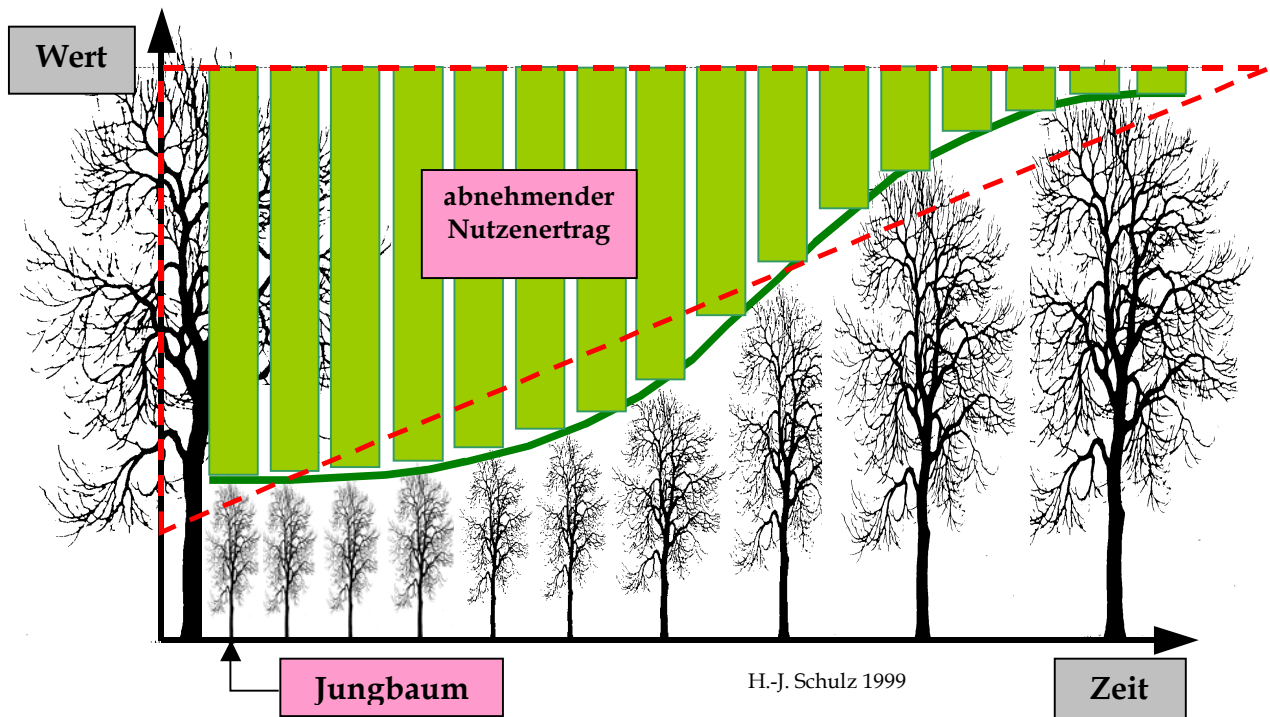 Wert
abnehmender
Nutzenertrag
Jungbaum
H.-J. Schulz 1999
Zeit